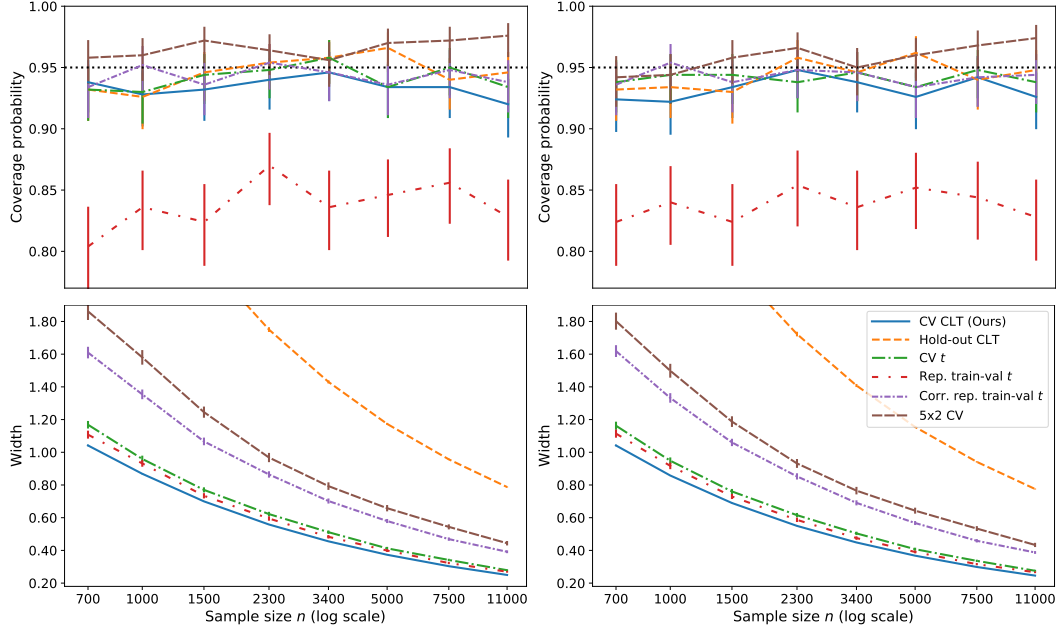 1.00
0.95
0.90
0.85
0.80
Coverage probability
1.00
0.95
0.90
0.85
0.80
Coverage probability
1.80
1.60
1.40
1.20
1.00
0.80
0.60
0.40
0.20
Width
700 1000 1500 2300 3400 5000 7500 11000
Sample size n (log scale)
1.80
1.60
1.40
1.20
1.00
0.80
0.60
0.40
0.20
Width
CV CLT (Ours)
Hold-out CLT
CV t
Rep. train-val t
Corr. rep. train-val t
5x2 CV
700 1000 1500 2300 3400 5000 7500 11000
Sample size n (log scale)